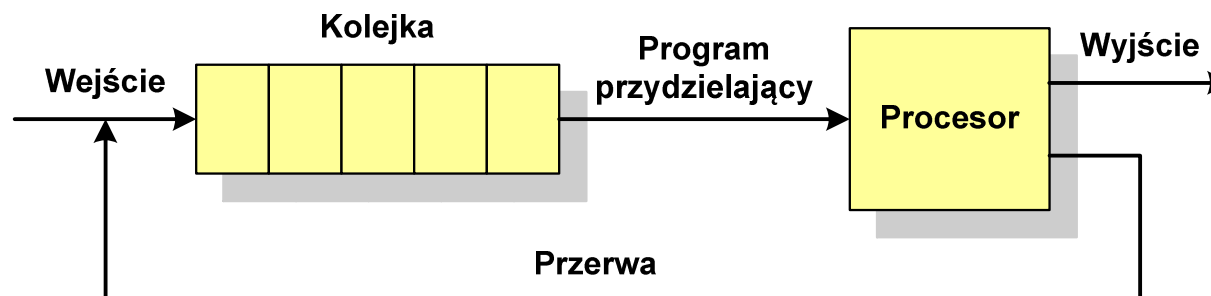 Kolejka
Wejście
Program
przydzielający
Procesor
Wyjście
Przerwa